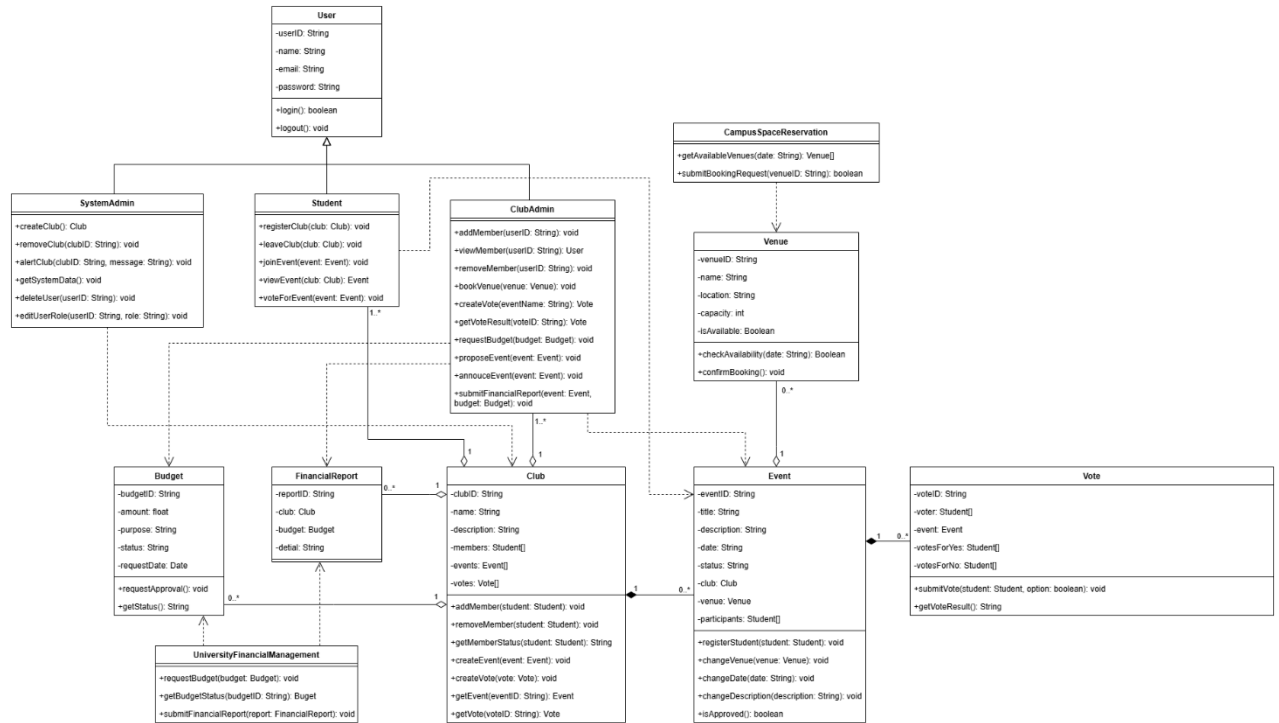 User
-userID: String
-name: String
-email: String
-password: String
+login(): boolean
+logout(): void
CampusSpaceReservation
+getAvailableVenues(date: String): Venue[]
+submitBookingRequest(venueID: String): boolean
SystemAdmin
+createClub(): Club
+removeClub(clubID: String): void
+alertClub(clubID: String, message: String): void
+getSystemData(): void
+deleteUser(userID: String): void
+editUserRole(userID: String, role: String): void
Student
+registerClub(club: Club): void
+leaveClub(club: Club): void
+joinEvent(event: Event): void
+viewEvent(club: Club): Event
+voteForEvent(event: Event): void
1..*
ClubAdmin
+addMember(userID: String): void
+viewMember(userID: String): User
+removeMember(userID: String): void
+bookVenue(venue: Venue): void
+createVote(eventName: String): Vote
+getVoteResult(voteID: String): Vote
+requestBudget(budget: Budget): void
+proposeEvent(event: Event): void
+annouceEvent(event: Event): void
+submitFinancialReport(event: Event,
budget: Budget): void
1..*
Venue
-venueID: String
-name: String
-location: String
-capacity: int
-isAvailable: Boolean
+checkAvailability(date: String): Boolean
+confirmBooking(): void
0..*
1
1
1
Budget
-budgetID: String
-amount: float
-purpose: String
-status: String
-requestDate: Date
+requestApproval(): void
+getStatus(): String
0..*
1
FinancialReport
-reportID: String
-club: Club
-budget: Budget
-detial: String
0..*
1
Club
-clubID: String
-name: String
-description: String
-members: Student[]
-events: Event[]
-votes: Vote[]
+addMember(student: Student): void
+removeMember(student: Student): void
+getMemberStatus(student: Student): String
+createEvent(event: Event): void
+createVote(vote: Vote): void
+getEvent(eventID: String): Event
+getVote(voteID: String): Vote
1
0..*
Event
-eventID: String
-title: String
-description: String
-date: String
-status: String
-club: Club
-venue: Venue
-participants: Student[]
+registerStudent(student: Student): void
+changeVenue(venue: Venue): void
+changeDate(date: String): void
+changeDescription(description: String): void
+isApproved(): boolean
1
0..*
Vote
-voteID: String
-voter: Student[]
-event: Event
-votesForYes: Student[]
-votesForNo: Student[]
+submitVote(student: Student, option: boolean): void
+getVoteResult(): String
UniversityFinancialManagement
+requestBudget(budget: Budget): void
+getBudgetStatus(budgetID: String): Buget
+submitFinancialReport(report: FinancialReport): void